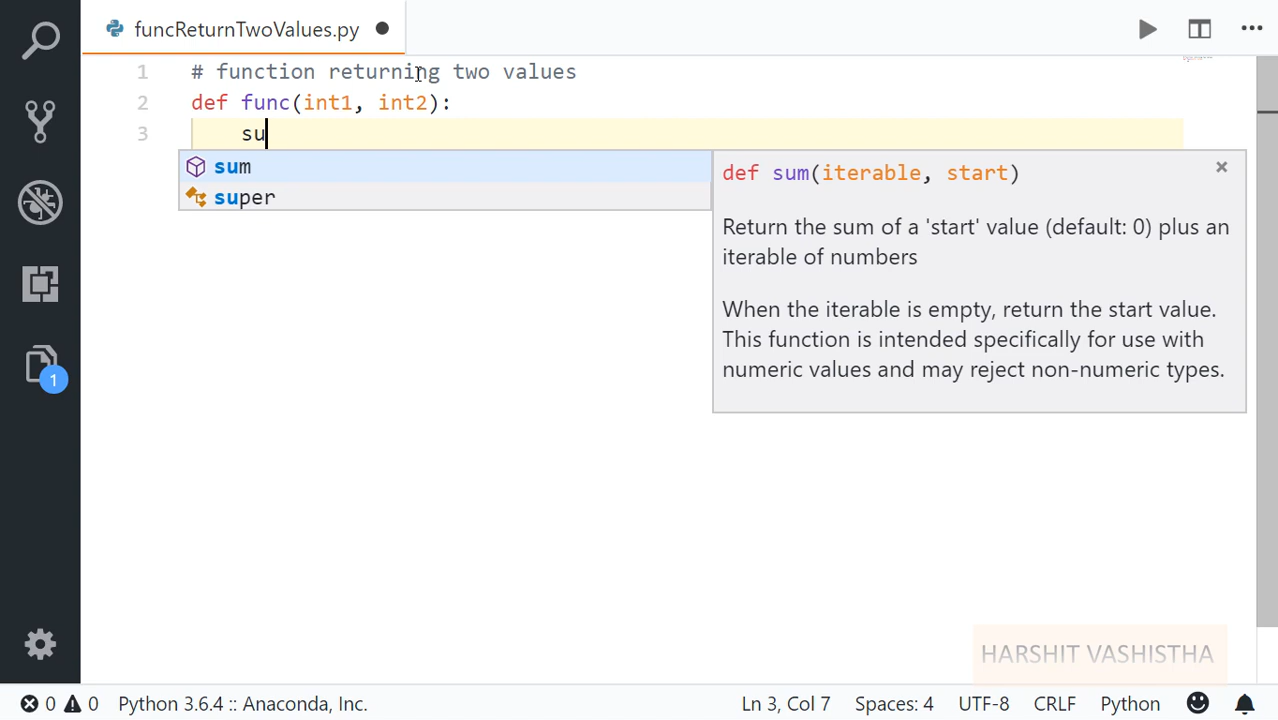 funcReturnTwoValues.py
1 # function returning two values
2 def func(int1, int2):
3 su
sum
super
def sum(iterable, start)
Return the sum of a 'start' value (default: 0) plus an
iterable of numbers
When the iterable is empty, return the start value.
This function is intended specifically for use with
numeric values and may reject non-numeric types.
1
HARSHIT VASHISTHA
0 0 Python 3.6.4 :: Anaconda, Inc. Ln 3, Col 7 Spaces: 4 UTF-8 CRLF Python